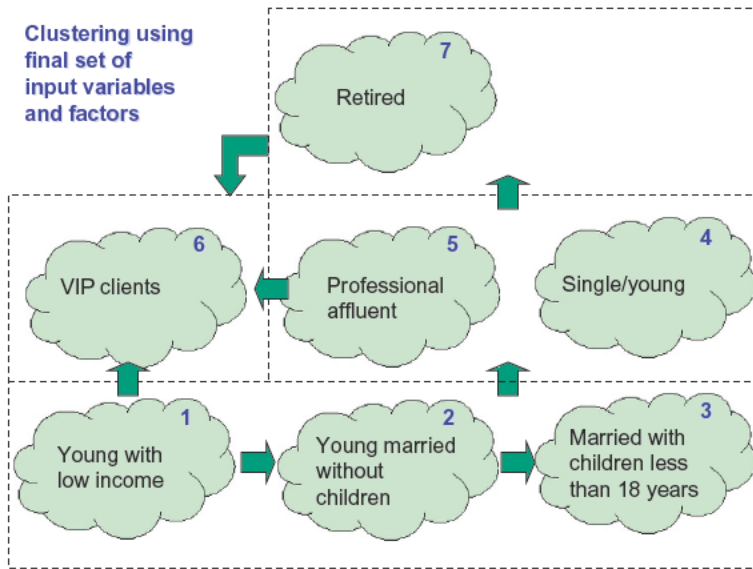 Clustering using
final set of
input variables
and factors
7
Retired
6
VIP clients
5
Professional
affluent
4
Single/young
1
Young with
low income
2
Young married
without
children
3
Married with
children less
than 18 years